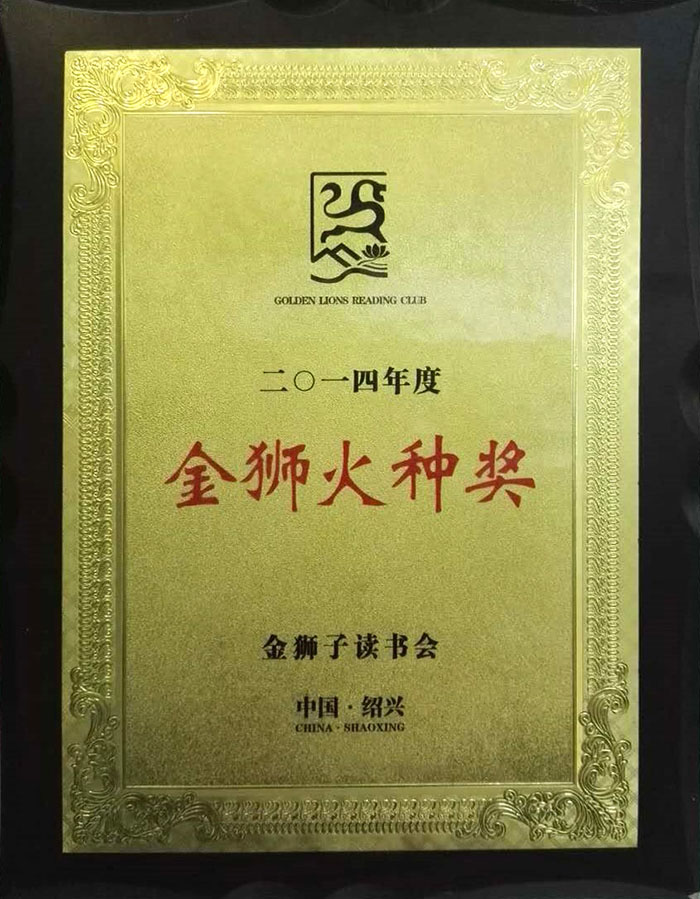 GOLDEN LIONS READING CLUB
二〇一四年度
金狮火种奖
金狮子读书会
中国·绍兴
CHINA·SHAOXING